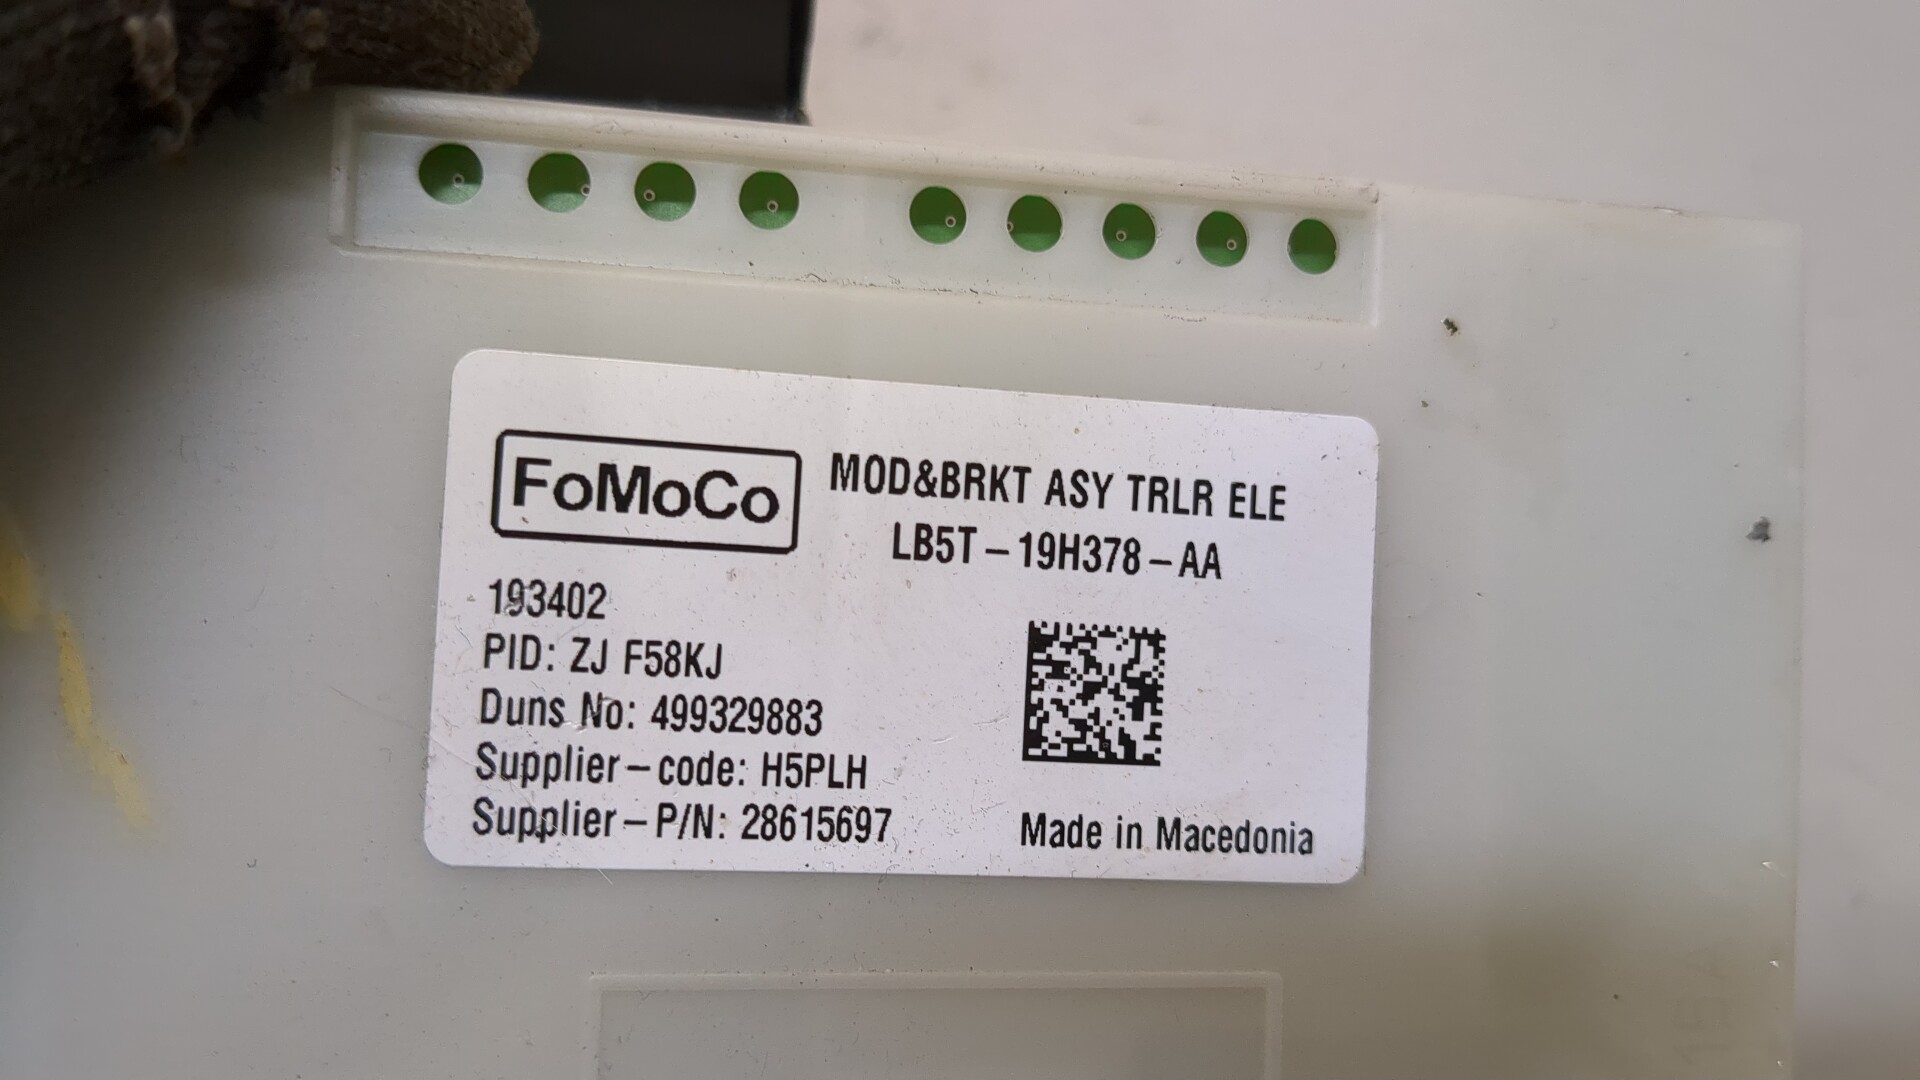 FoMoCo
MOD&BRKT ASY TRLR ELE
LB5T-19H378-AA
193402
PID: ZJ F58KJ
Duns No: 499329883
Supplier-code: H5PLH
Supplier-P/N: 28615697
Made in Macedonia